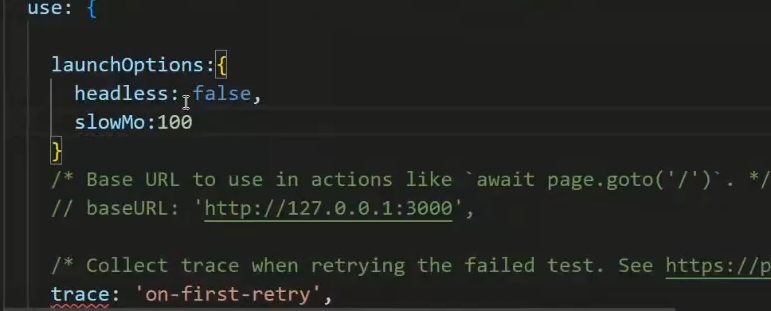 use: {
launchOptions:{
headless: false,
slowMo:100
}
/* Base URL to use in actions like `await page.goto('/')`. */
// baseURL: 'http://127.0.0.1:3000',
/* Collect trace when retrying the failed test. See https://p
trace: 'on-first-retry',